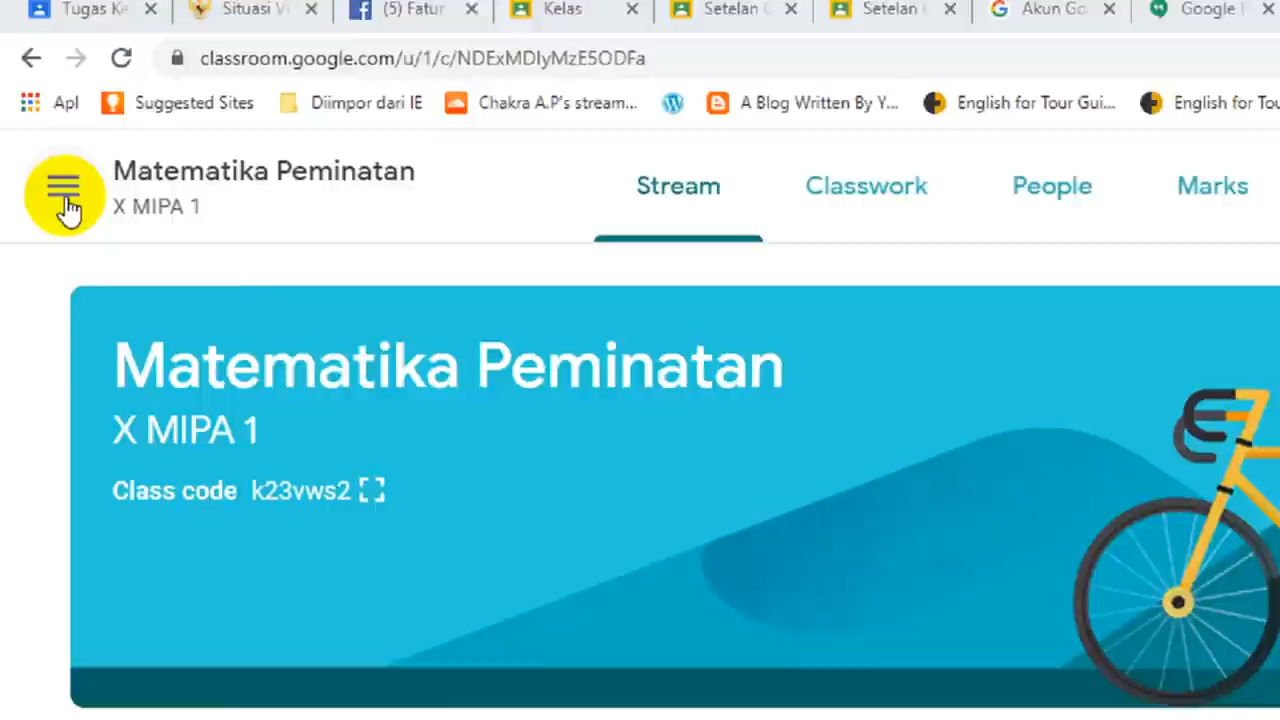 Tugas Ke
Situasi Vi
(5) Fatur
Kelas
Setelan
Setelan
Akun Go
Google
classroom.google.com/u/1/c/NDExMDIyMzE5ODFa
Apl
Suggested Sites
Diimpor dari IE
Chakra A.P's stream...
A Blog Written By Y...
English for Tour Gui...
English for Tou
Matematika Peminatan
X MIPA 1
Stream
Classwork
People
Marks
Matematika Peminatan
X MIPA 1
Class code k23vws2